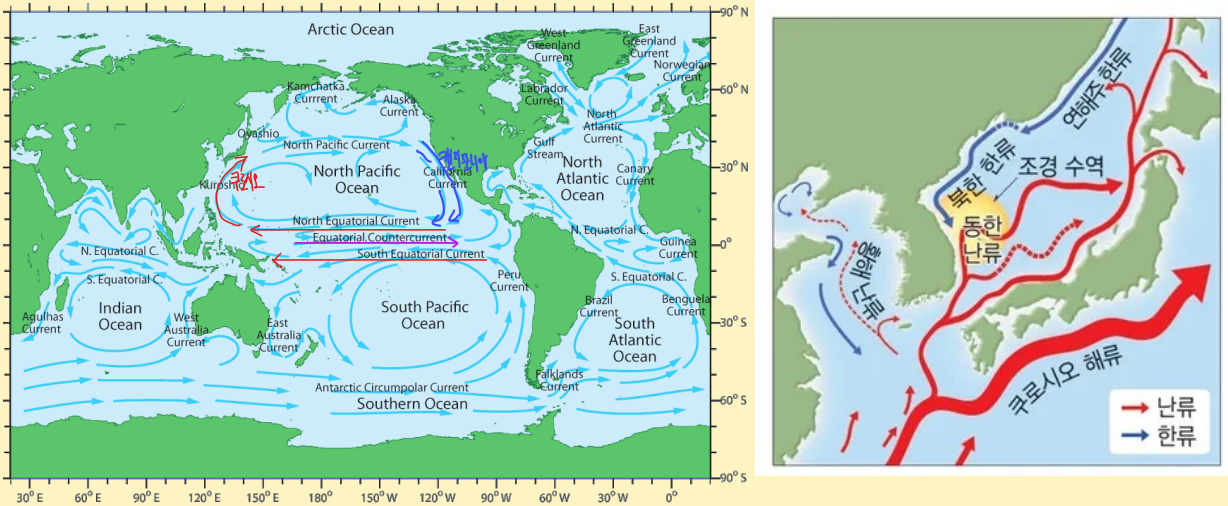 Arctic Ocean
West
Greenland
Current
East
Greenland
Current
Norwegian
Current
Kamchatka
Currrent
Alaska
Current
Labrador
Current
North
Atlantic
Current
Oyashio
North Pacific Current
Gulf
Stream
Kuroshio
쿠로시오
North Pacific
Ocean
캘리포니아
California
Current
North
Atlantic
Ocean
Canary
Current
North Equatorial Current
N. Equatorial C.
Equatorial Countercurrent
South Equatorial Current
N. Equatorial C.
Guinea
Current
S. Equatorial C.
S. Equatorial C.
Peru
Current
Indian
Ocean
Agulhas
Current
West
Australia
Current
East
Australia
Current
South Pacific
Ocean
Brazil
Current
Benguela
Current
South
Atlantic
Ocean
Antarctic Circumpolar Current
Falklands
Current
Southern Ocean
90° N
60° N
30° N
0°
30° S
60° S
90° S
30° E
60° E
90° E
120° E
150° E
180°
150° W
120° W
90° W
60° W
30° W
0°
연해주 한류
북한 한류
조경 수역
동한
난류
황해 난류
쿠로시오 해류
난류
한류